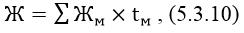 Ж = ∑ Жм × tм , (5.3.10)